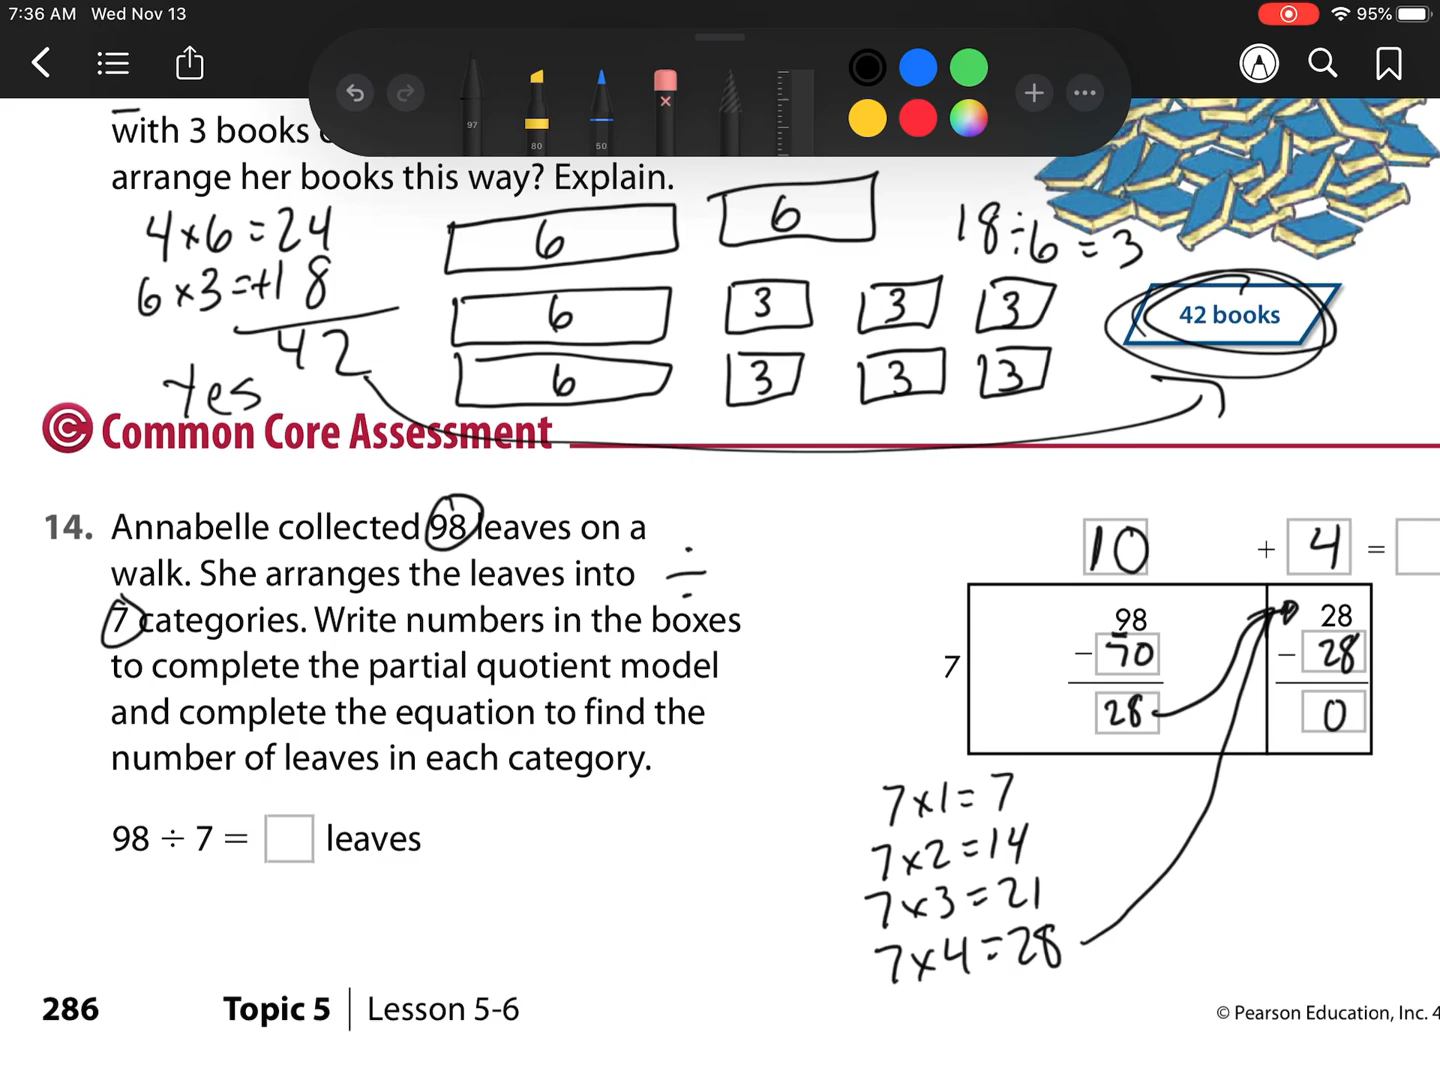 7:36 AM Wed Nov 13
95%
97
80
50
with 3 books
arrange her books this way? Explain.
4×6=24
6×3=+18
42
Yes
6
6
18÷6=3
6
3
3
3
6
3
3
3
42 books
Common Core Assessment
14. Annabelle collected 98 leaves on a
walk. She arranges the leaves into ÷
7 categories. Write numbers in the boxes
to complete the partial quotient model
and complete the equation to find the
number of leaves in each category.
98 ÷ 7 = leaves
10 + 4 =
7
98
− 70
28
28
− 28
0
7×1=7
7×2=14
7×3=21
7×4=28
286 Topic 5 | Lesson 5-6
© Pearson Education, Inc. 4